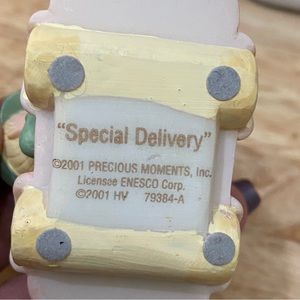 “Special Delivery”
©2001 PRECIOUS MOMENTS, Inc.
Licensee ENESCO Corp.
©2001 HV 79384-A